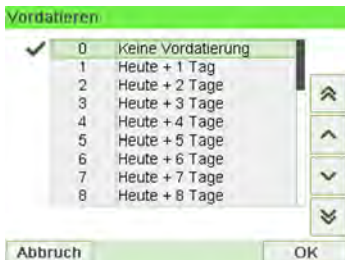 Vordatieren
0 Keine Vordatierung
1 Heute + 1 Tag
2 Heute + 2 Tage
3 Heute + 3 Tage
4 Heute + 4 Tage
5 Heute + 5 Tage
6 Heute + 6 Tage
7 Heute + 7 Tage
8 Heute + 8 Tage
Abbruch OK